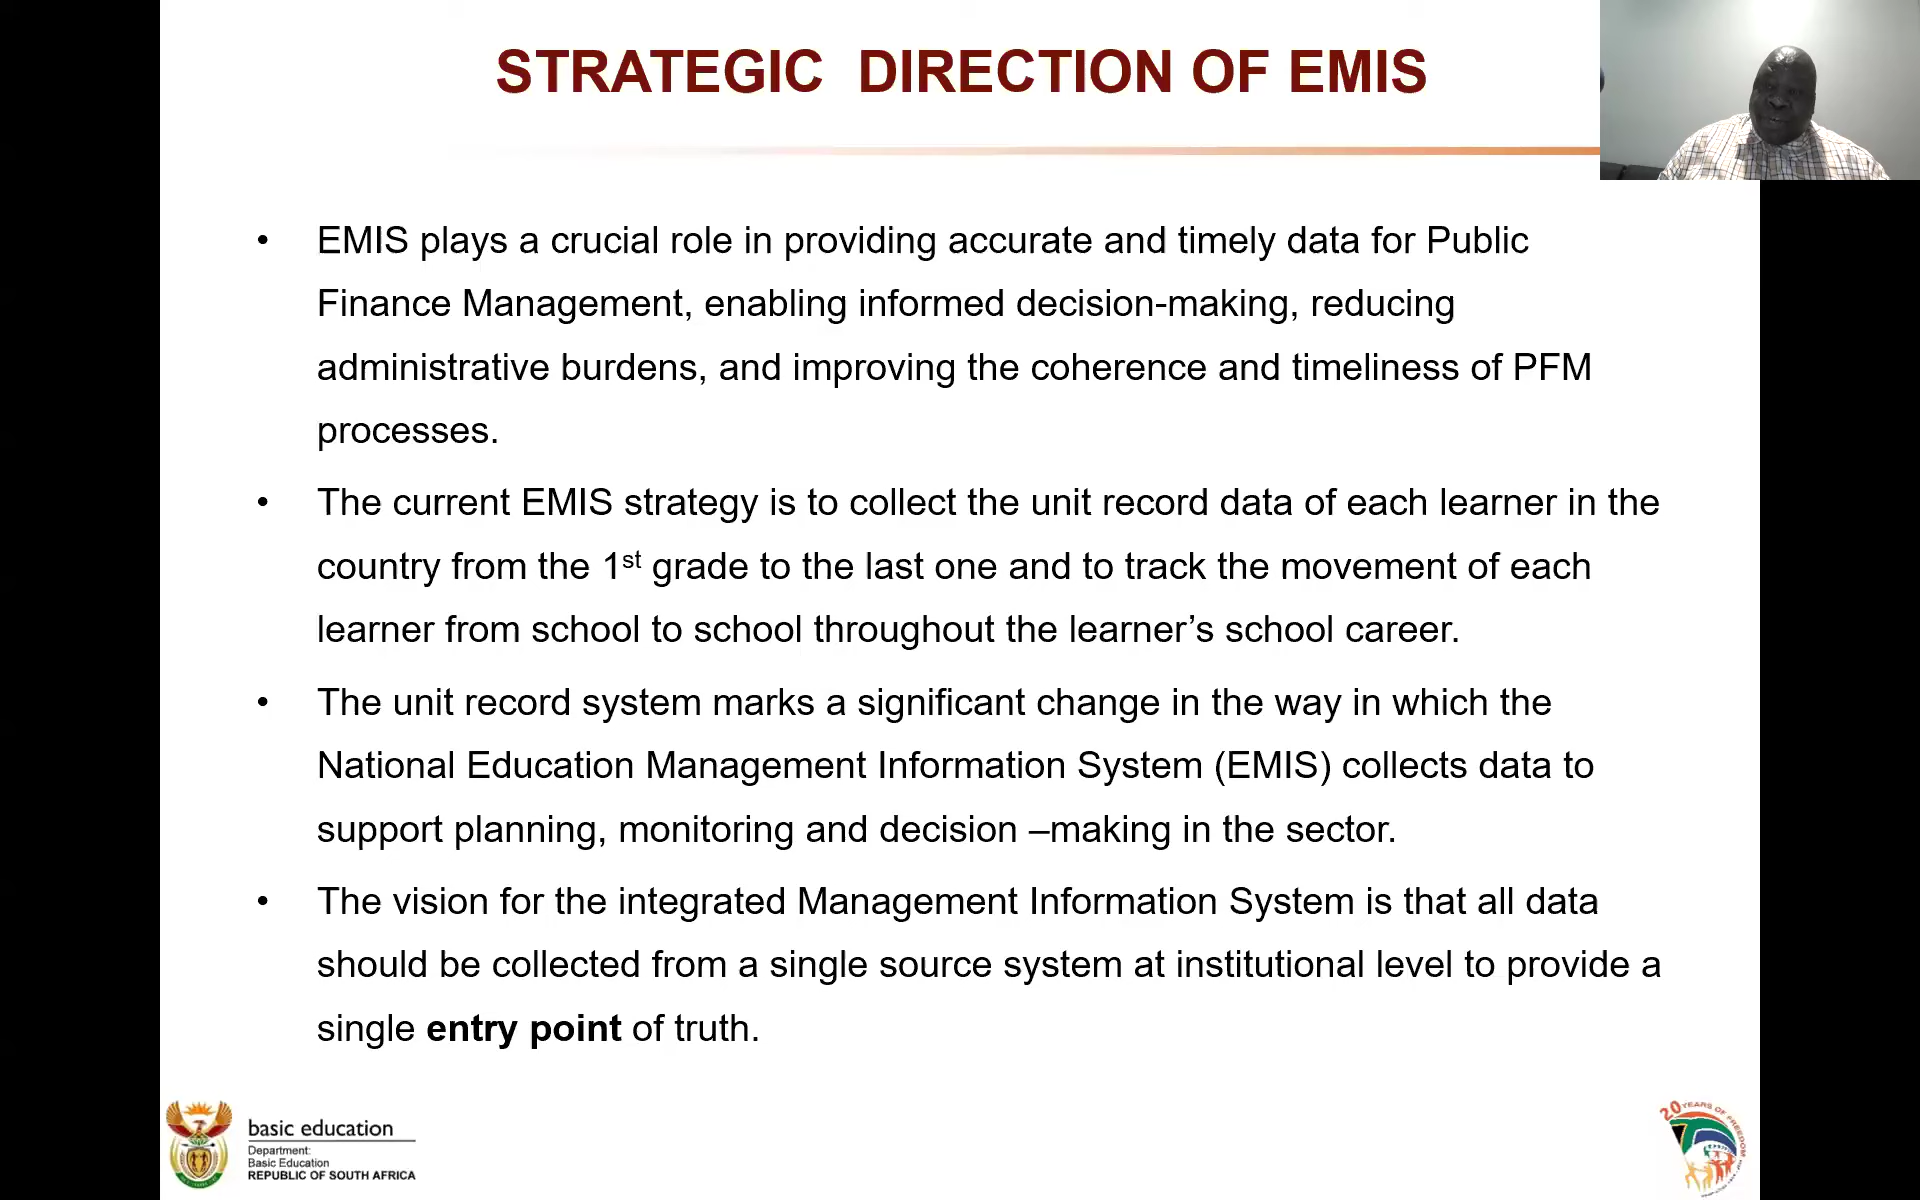 STRATEGIC DIRECTION OF EMIS
• EMIS plays a crucial role in providing accurate and timely data for Public
Finance Management, enabling informed decision-making, reducing
administrative burdens, and improving the coherence and timeliness of PFM
processes.
• The current EMIS strategy is to collect the unit record data of each learner in the
country from the 1st grade to the last one and to track the movement of each
learner from school to school throughout the learner’s school career.
• The unit record system marks a significant change in the way in which the
National Education Management Information System (EMIS) collects data to
support planning, monitoring and decision –making in the sector.
• The vision for the integrated Management Information System is that all data
should be collected from a single source system at institutional level to provide a
single entry point of truth.
basic education
Department:
Basic Education
REPUBLIC OF SOUTH AFRICA
20 YEARS OF FREEDOM